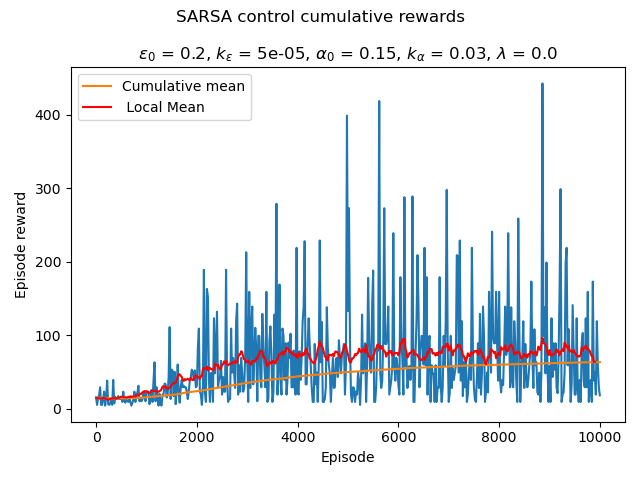 SARSA control cumulative rewards
ε₀ = 0.2, kε = 5e-05, α₀ = 0.15, kα = 0.03, λ = 0.0
Cumulative mean
Local Mean
Episode reward
400
300
200
100
0
0 2000 4000 6000 8000 10000
Episode